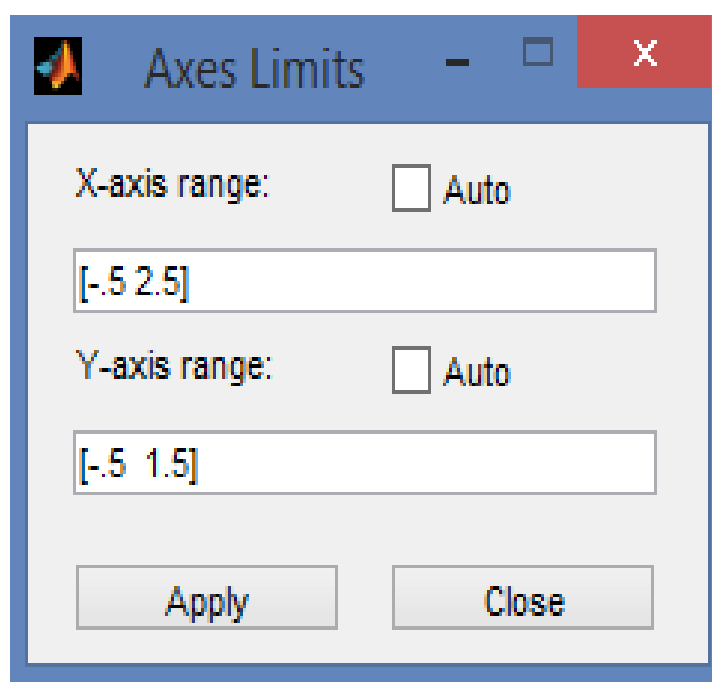 Axes Limits
X-axis range: Auto
[-.5 2.5]
Y-axis range: Auto
[-.5  1.5]
Apply Close